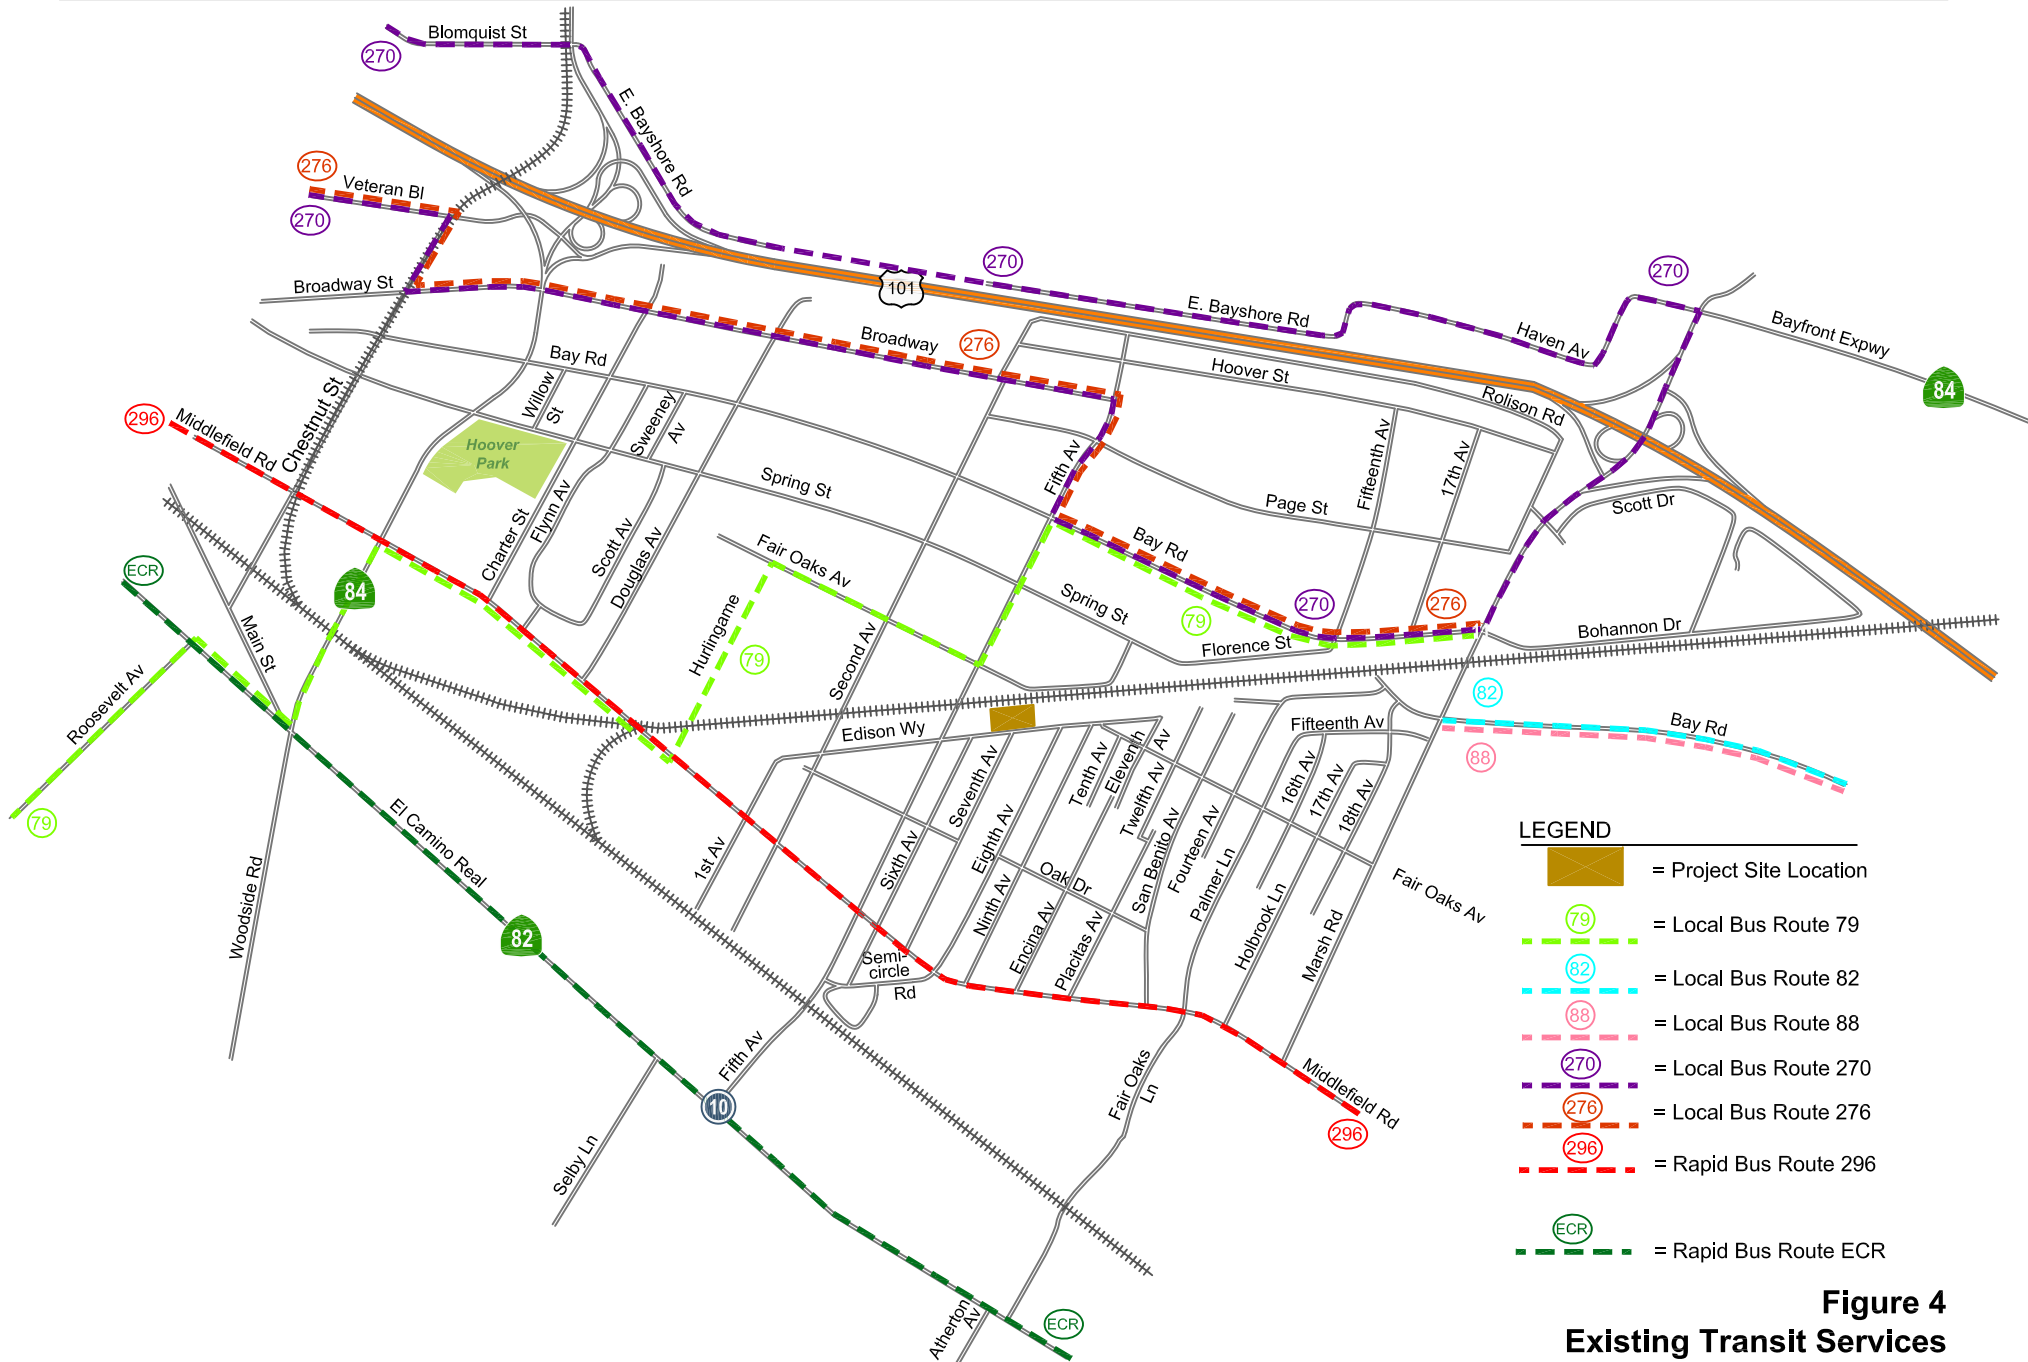 Blomquist St
270
E. Bayshore Rd
276
Veteran Bl
270
Broadway St
101
270
E. Bayshore Rd
270
Haven Av
Bayfront Expwy
84
Broadway
276
Bay Rd
Willow
St
Sweeney
Av
Hoover St
Rolison Rd
296
Middlefield Rd
Chestnut St
Hoover
Park
Flynn Av
Charter St
Scott Av
Douglas Av
Spring St
Fifth Av
Page St
Fifteenth Av
17th Av
Scott Dr
Fair Oaks Av
Bay Rd
ECR
84
Main St
Hurlingame
79
Second Av
Spring St
79
270
276
Florence St
Bohannon Dr
Roosevelt Av
79
Edison Wy
82
Fifteenth Av
Bay Rd
88
El Camino Real
Woodside Rd
82
1st Av
Sixth Av
Seventh Av
Eighth Av
Ninth Av
Tenth Av
Eleventh
Av
Twelfth Av
San Benito Av
Fourteen Av
Palmer Ln
16th Av
17th Av
18th Av
Oak Dr
Encina Av
Placitas Av
Holbrook Ln
Marsh Rd
Fair Oaks Av
Semi-
circle
Rd
Fifth Av
10
Selby Ln
Fair Oaks
Ln
Middlefield Rd
296
Atherton
Av
ECR
LEGEND
= Project Site Location
79
= Local Bus Route 79
82
= Local Bus Route 82
88
= Local Bus Route 88
270
= Local Bus Route 270
276
= Local Bus Route 276
296
= Rapid Bus Route 296
ECR
= Rapid Bus Route ECR
Figure 4
Existing Transit Services